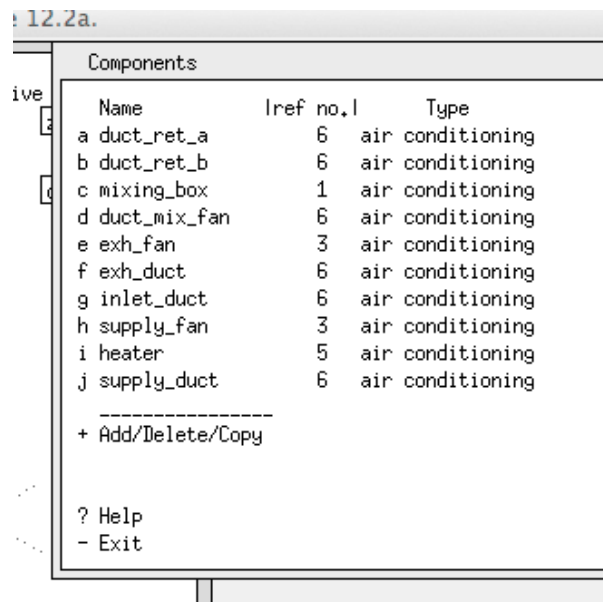 e 12.2a.
Components
ive
Name |ref no.| Type
a duct_ret_a 6 air conditioning
b duct_ret_b 6 air conditioning
c mixing_box 1 air conditioning
d duct_mix_fan 6 air conditioning
e exh_fan 3 air conditioning
f exh_duct 6 air conditioning
g inlet_duct 6 air conditioning
h supply_fan 3 air conditioning
i heater 5 air conditioning
j supply_duct 6 air conditioning
________________
+ Add/Delete/Copy
? Help
- Exit